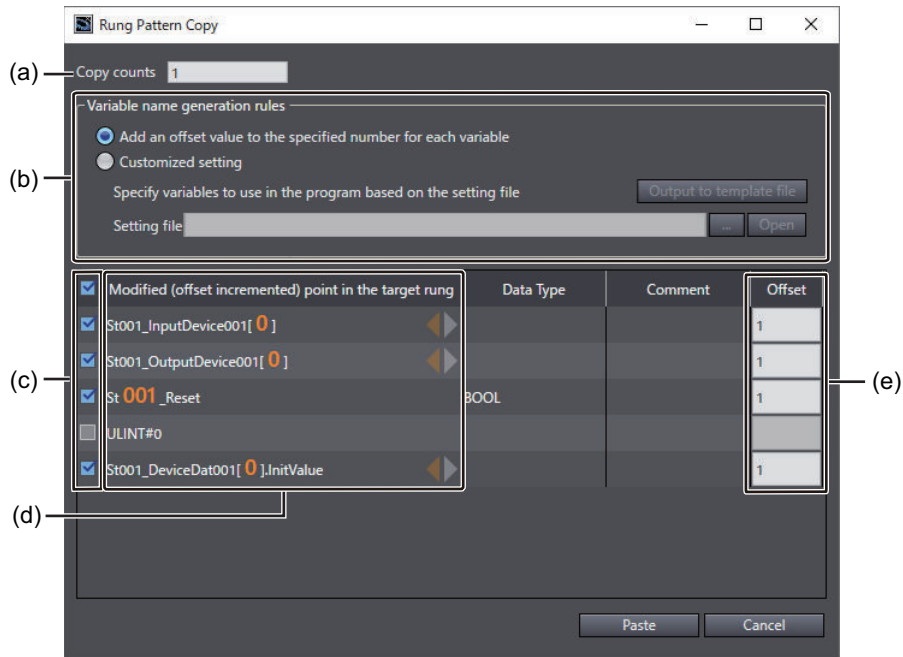 Rung Pattern Copy
(a)
Copy counts 1
Variable name generation rules
Add an offset value to the specified number for each variable
Customized setting
(b)
Specify variables to use in the program based on the setting file Output to template file
Setting file ... Open
Modified (offset incremented) point in the target rung Data Type Comment Offset
St001_InputDevice001[ 0 ] 1
St001_OutputDevice001[ 0 ] 1
(c) (e)
St 001 _Reset BOOL 1
ULINT#0
St001_DeviceDat001[ 0 ].InitValue 1
(d)
Paste Cancel